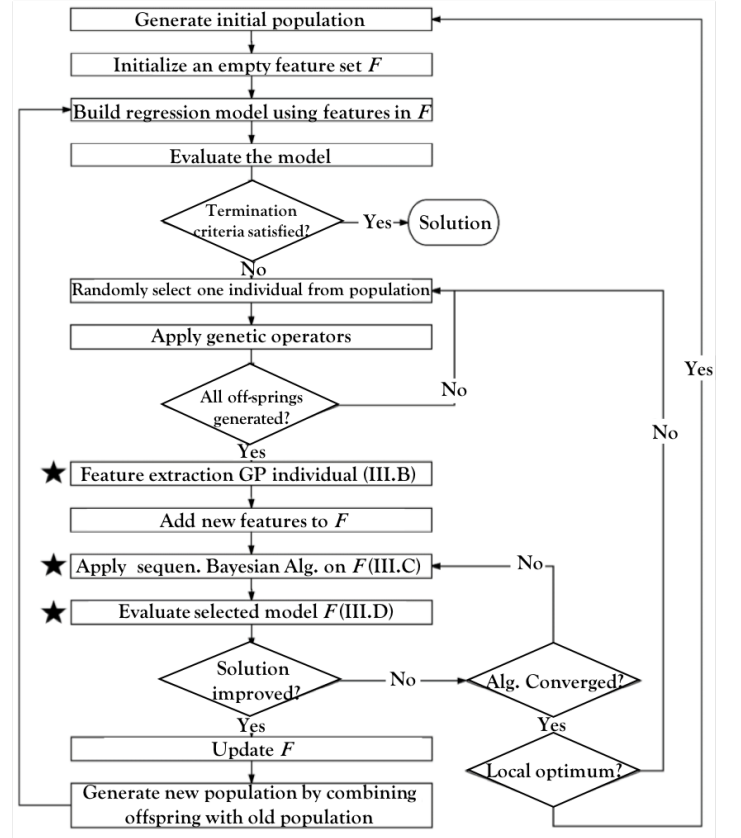 Generate initial population
Initialize an empty feature set F
Build regression model using features in F
Evaluate the model
Termination
criteria satisfied?
Yes
Solution
No
Randomly select one individual from population
Apply genetic operators
All off-springs
generated?
No
Yes
No
Yes
★ Feature extraction GP individual (III.B)
Add new features to F
★ Apply sequen. Bayesian Alg. on F(III.C)
No
★ Evaluate selected model F(III.D)
Solution
improved?
No
Alg. Converged?
Yes
Yes
Update F
Local optimum?
Generate new population by combining
offspring with old population